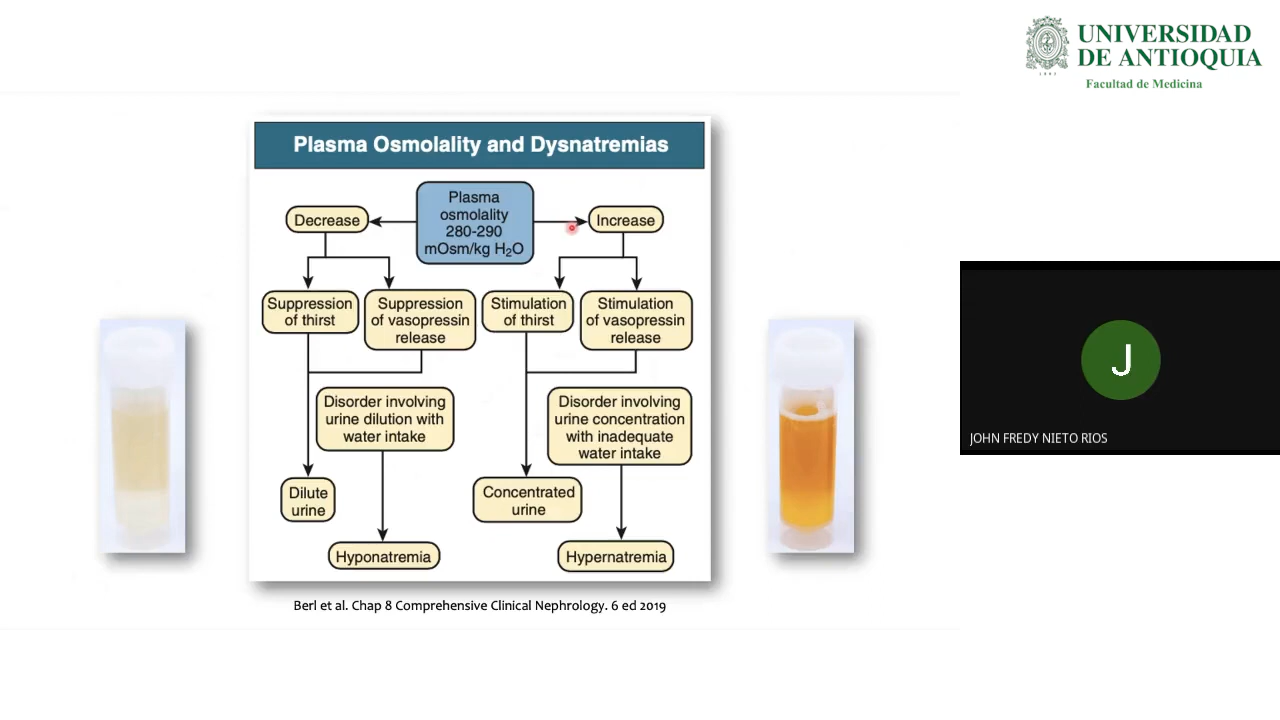 UNIVERSIDAD
DE ANTIOQUIA
1803
Facultad de Medicina
Plasma Osmolality and Dysnatremias
Plasma
osmolality
280-290
mOsm/kg H₂O
Decrease
Increase
Suppression
of thirst
Suppression
of vasopressin
release
Stimulation
of thirst
Stimulation
of vasopressin
release
Disorder involving
urine dilution with
water intake
Disorder involving
urine concentration
with inadequate
water intake
Dilute
urine
Concentrated
urine
Hyponatremia
Hypernatremia
Berl et al. Chap 8 Comprehensive Clinical Nephrology. 6 ed 2019
J
JOHN FREDY NIETO RIOS